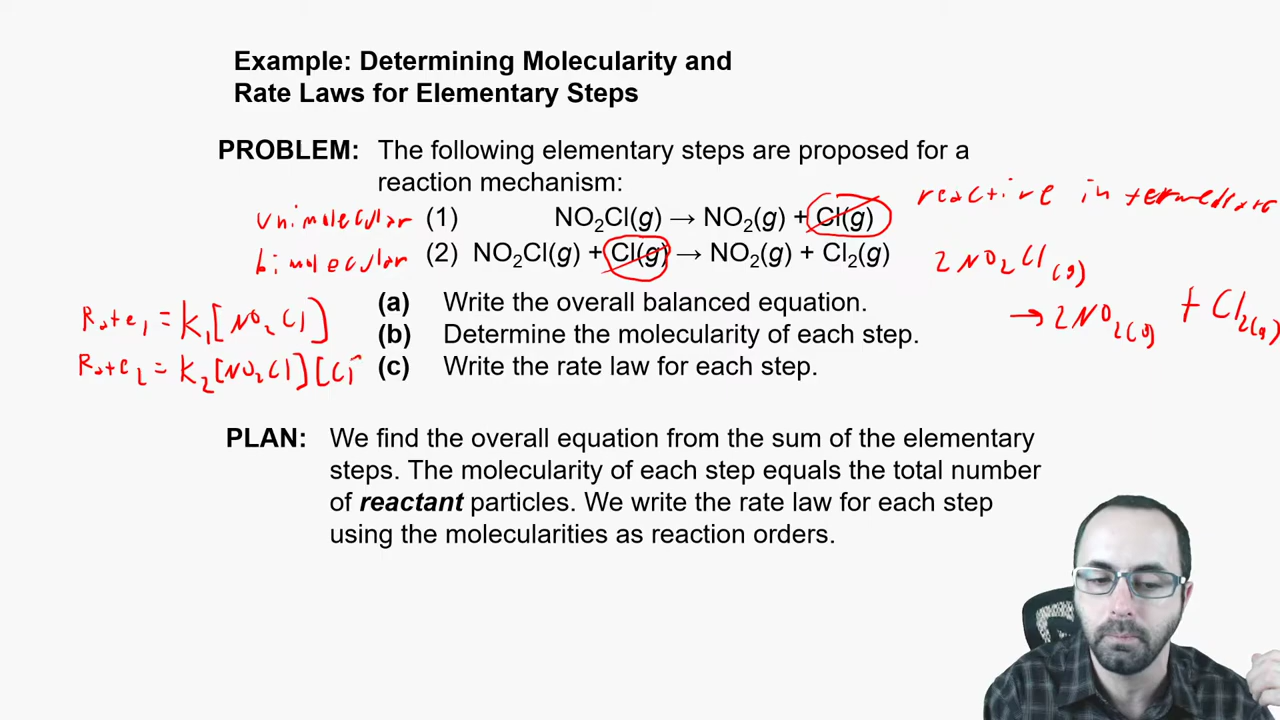 Example: Determining Molecularity and
Rate Laws for Elementary Steps
PROBLEM: The following elementary steps are proposed for a
reaction mechanism:
reactive intermediate
unimolecular (1) NO₂Cl(g) → NO₂(g) + Cl(g)
bimolecular (2) NO₂Cl(g) + Cl(g) → NO₂(g) + Cl₂(g)
2NO₂Cl(g)
→ 2NO₂(g) + Cl₂(g)
(a) Write the overall balanced equation.
(b) Determine the molecularity of each step.
(c) Write the rate law for each step.
Rate₁ = k₁[NO₂Cl]
Rate₂ = k₂[NO₂Cl][Cl]
PLAN: We find the overall equation from the sum of the elementary
steps. The molecularity of each step equals the total number
of reactant particles. We write the rate law for each step
using the molecularities as reaction orders.